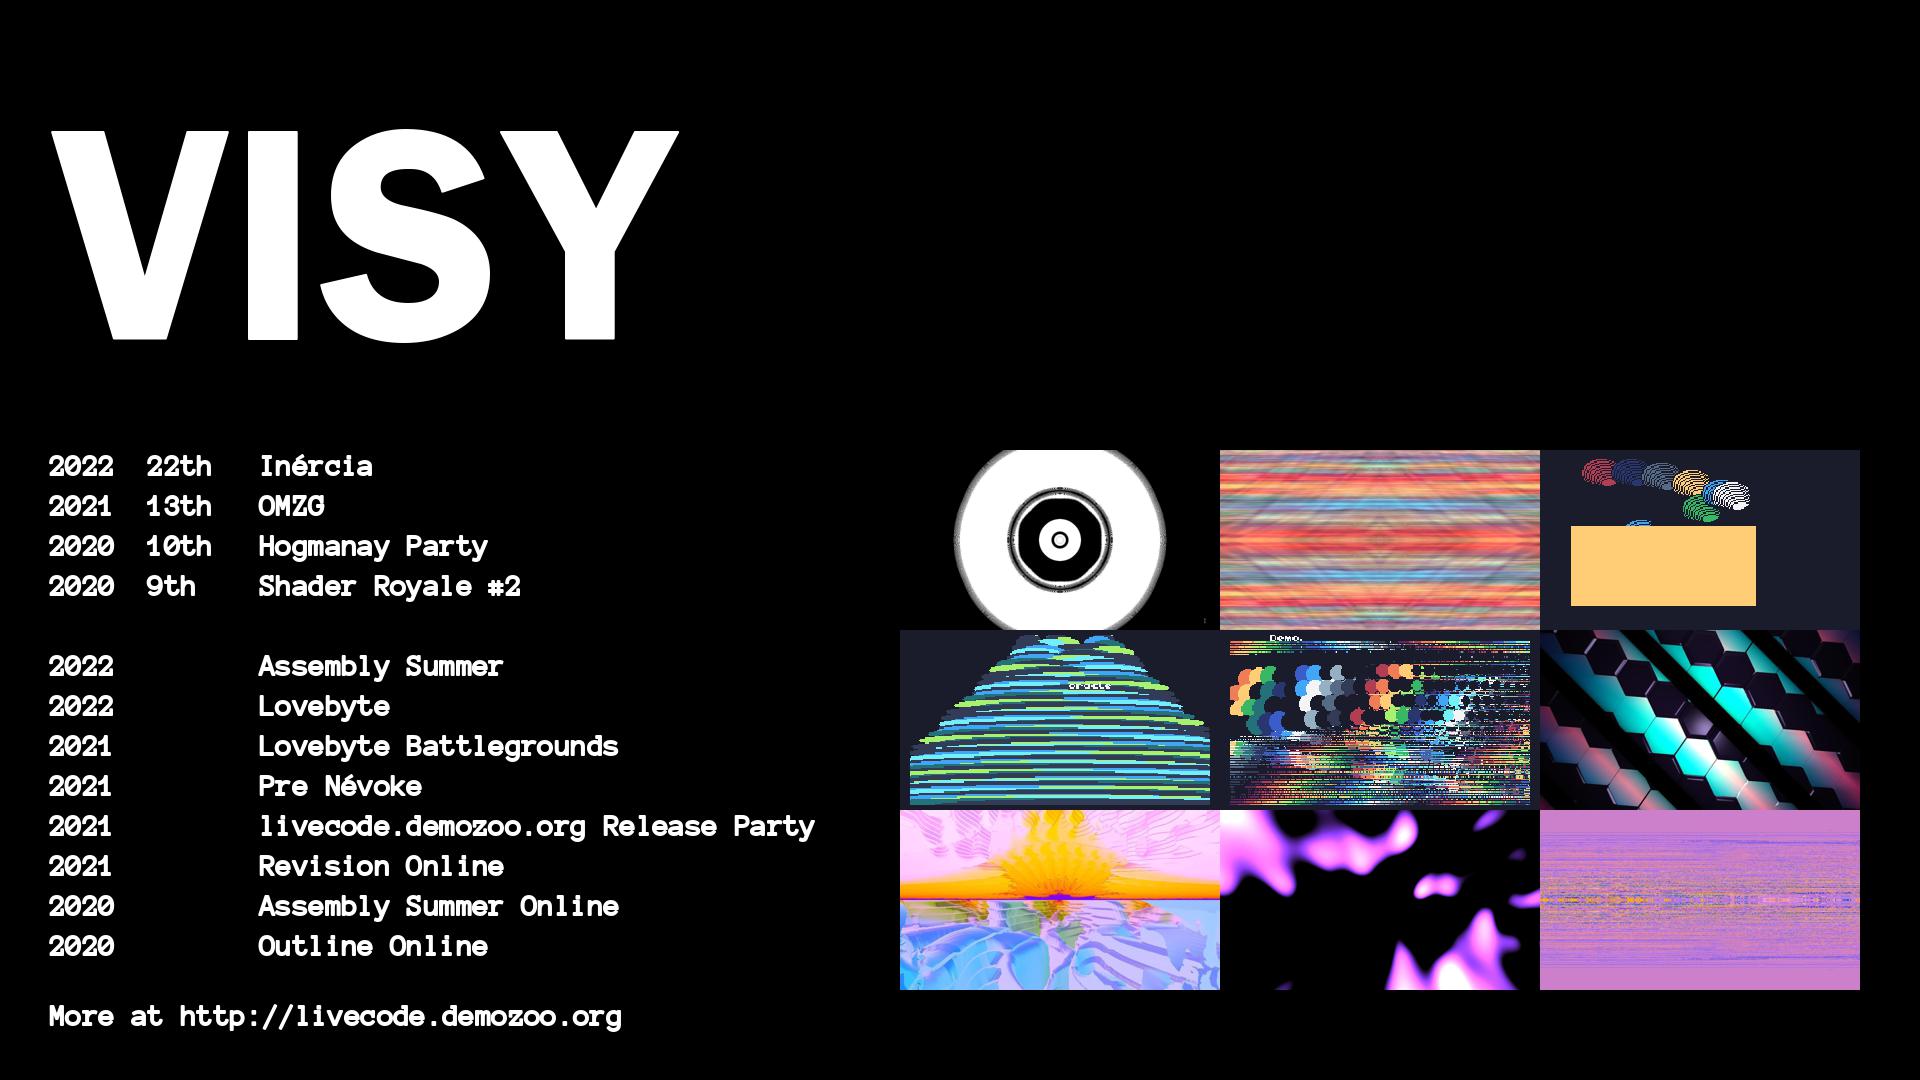 VISY
2022 22th Inércia
2021 13th OMZG
2020 10th Hogmanay Party
2020 9th Shader Royale #2
2022 Assembly Summer
2022 Lovebyte
2021 Lovebyte Battlegrounds
2021 Pre Névoke
2021 livecode.demozoo.org Release Party
2021 Revision Online
2020 Assembly Summer Online
2020 Outline Online
More at http://livecode.demozoo.org
Demo.